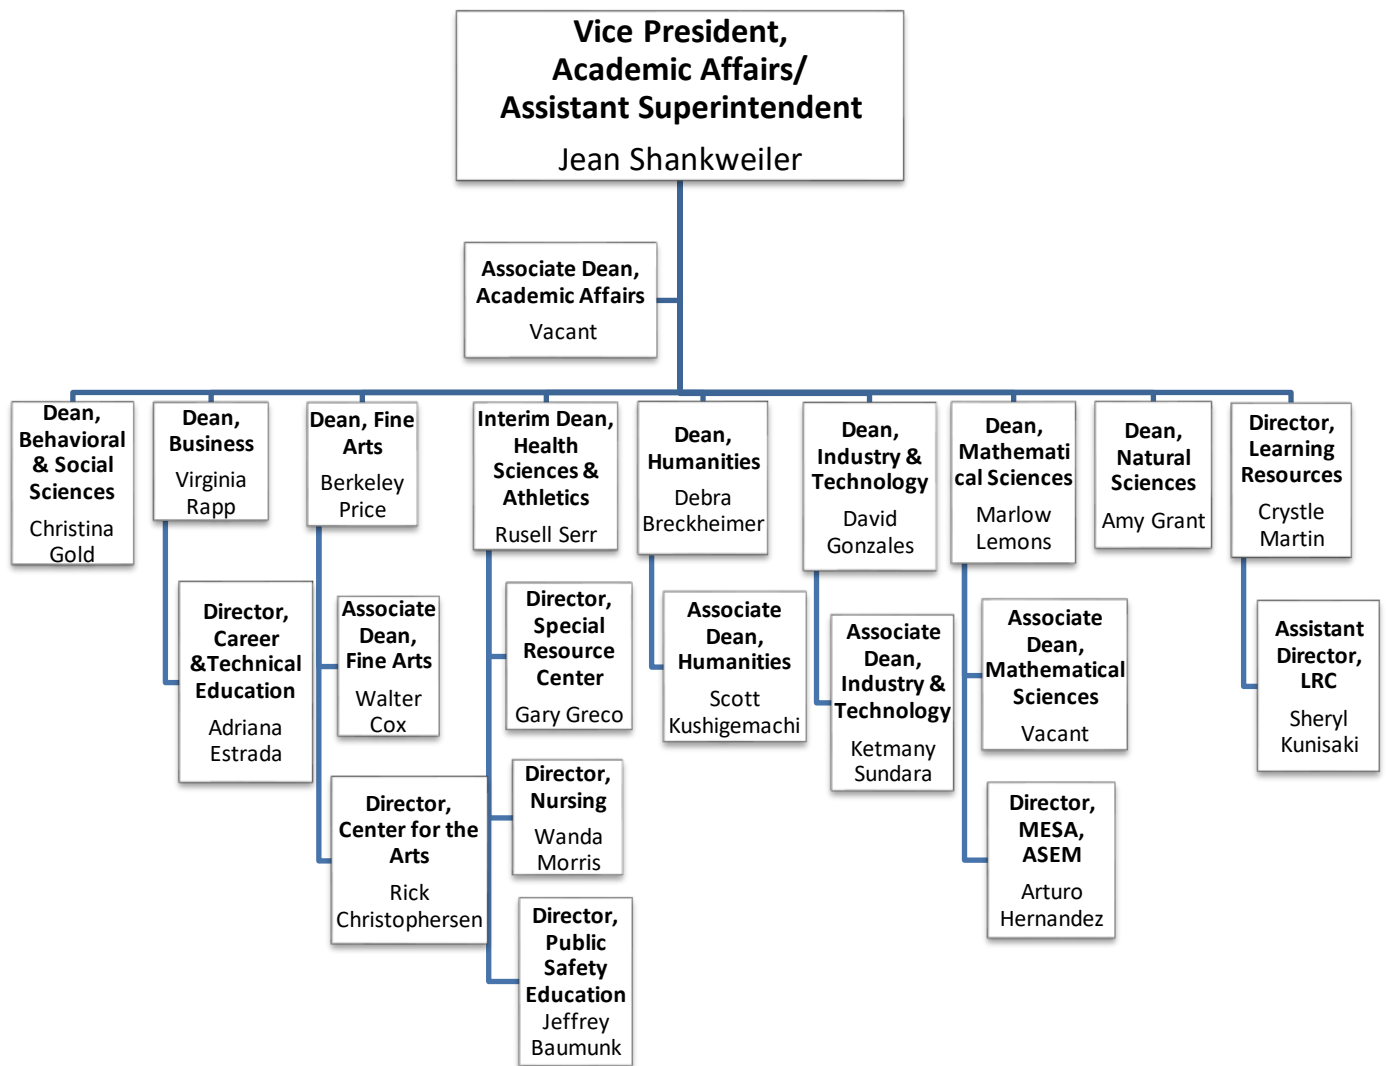 Vice President,
Academic Affairs/
Assistant Superintendent
Jean Shankweiler
Associate Dean,
Academic Affairs
Vacant
Dean,
Behavioral
& Social
Sciences
Christina
Gold
Dean,
Business
Virginia
Rapp
Dean, Fine
Arts
Berkeley
Price
Interim Dean,
Health
Sciences &
Athletics
Rusell Serr
Dean,
Humanities
Debra
Breckheimer
Dean,
Industry &
Technology
David
Gonzales
Dean,
Mathemati
cal Sciences
Marlow
Lemons
Dean,
Natural
Sciences
Amy Grant
Director,
Learning
Resources
Crystle
Martin
Director,
Career
&Technical
Education
Adriana
Estrada
Associate
Dean,
Fine Arts
Walter
Cox
Director,
Center for the
Arts
Rick
Christophersen
Director,
Special
Resource
Center
Gary Greco
Director,
Nursing
Wanda
Morris
Director,
Public
Safety
Education
Jeffrey
Baumunk
Associate
Dean,
Humanities
Scott
Kushigemachi
Associate
Dean,
Industry &
Technology
Ketmany
Sundara
Associate
Dean,
Mathematical
Sciences
Vacant
Director,
MESA,
ASEM
Arturo
Hernandez
Assistant
Director,
LRC
Sheryl
Kunisaki